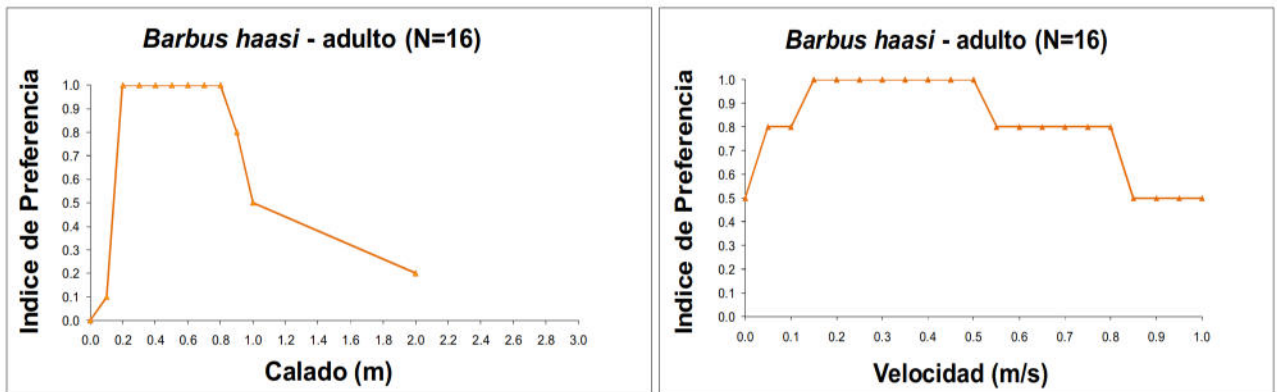 Barbus haasi - adulto (N=16)
Indice de Preferencia
1.0
0.9
0.8
0.7
0.6
0.5
0.4
0.3
0.2
0.1
0.0
0.0 0.2 0.4 0.6 0.8 1.0 1.2 1.4 1.6 1.8 2.0 2.2 2.4 2.6 2.8 3.0
Calado (m)
Barbus haasi - adulto (N=16)
Indice de Preferencia
1.0
0.9
0.8
0.7
0.6
0.5
0.4
0.3
0.2
0.1
0.0
0.0 0.1 0.2 0.3 0.4 0.5 0.6 0.7 0.8 0.9 1.0
Velocidad (m/s)